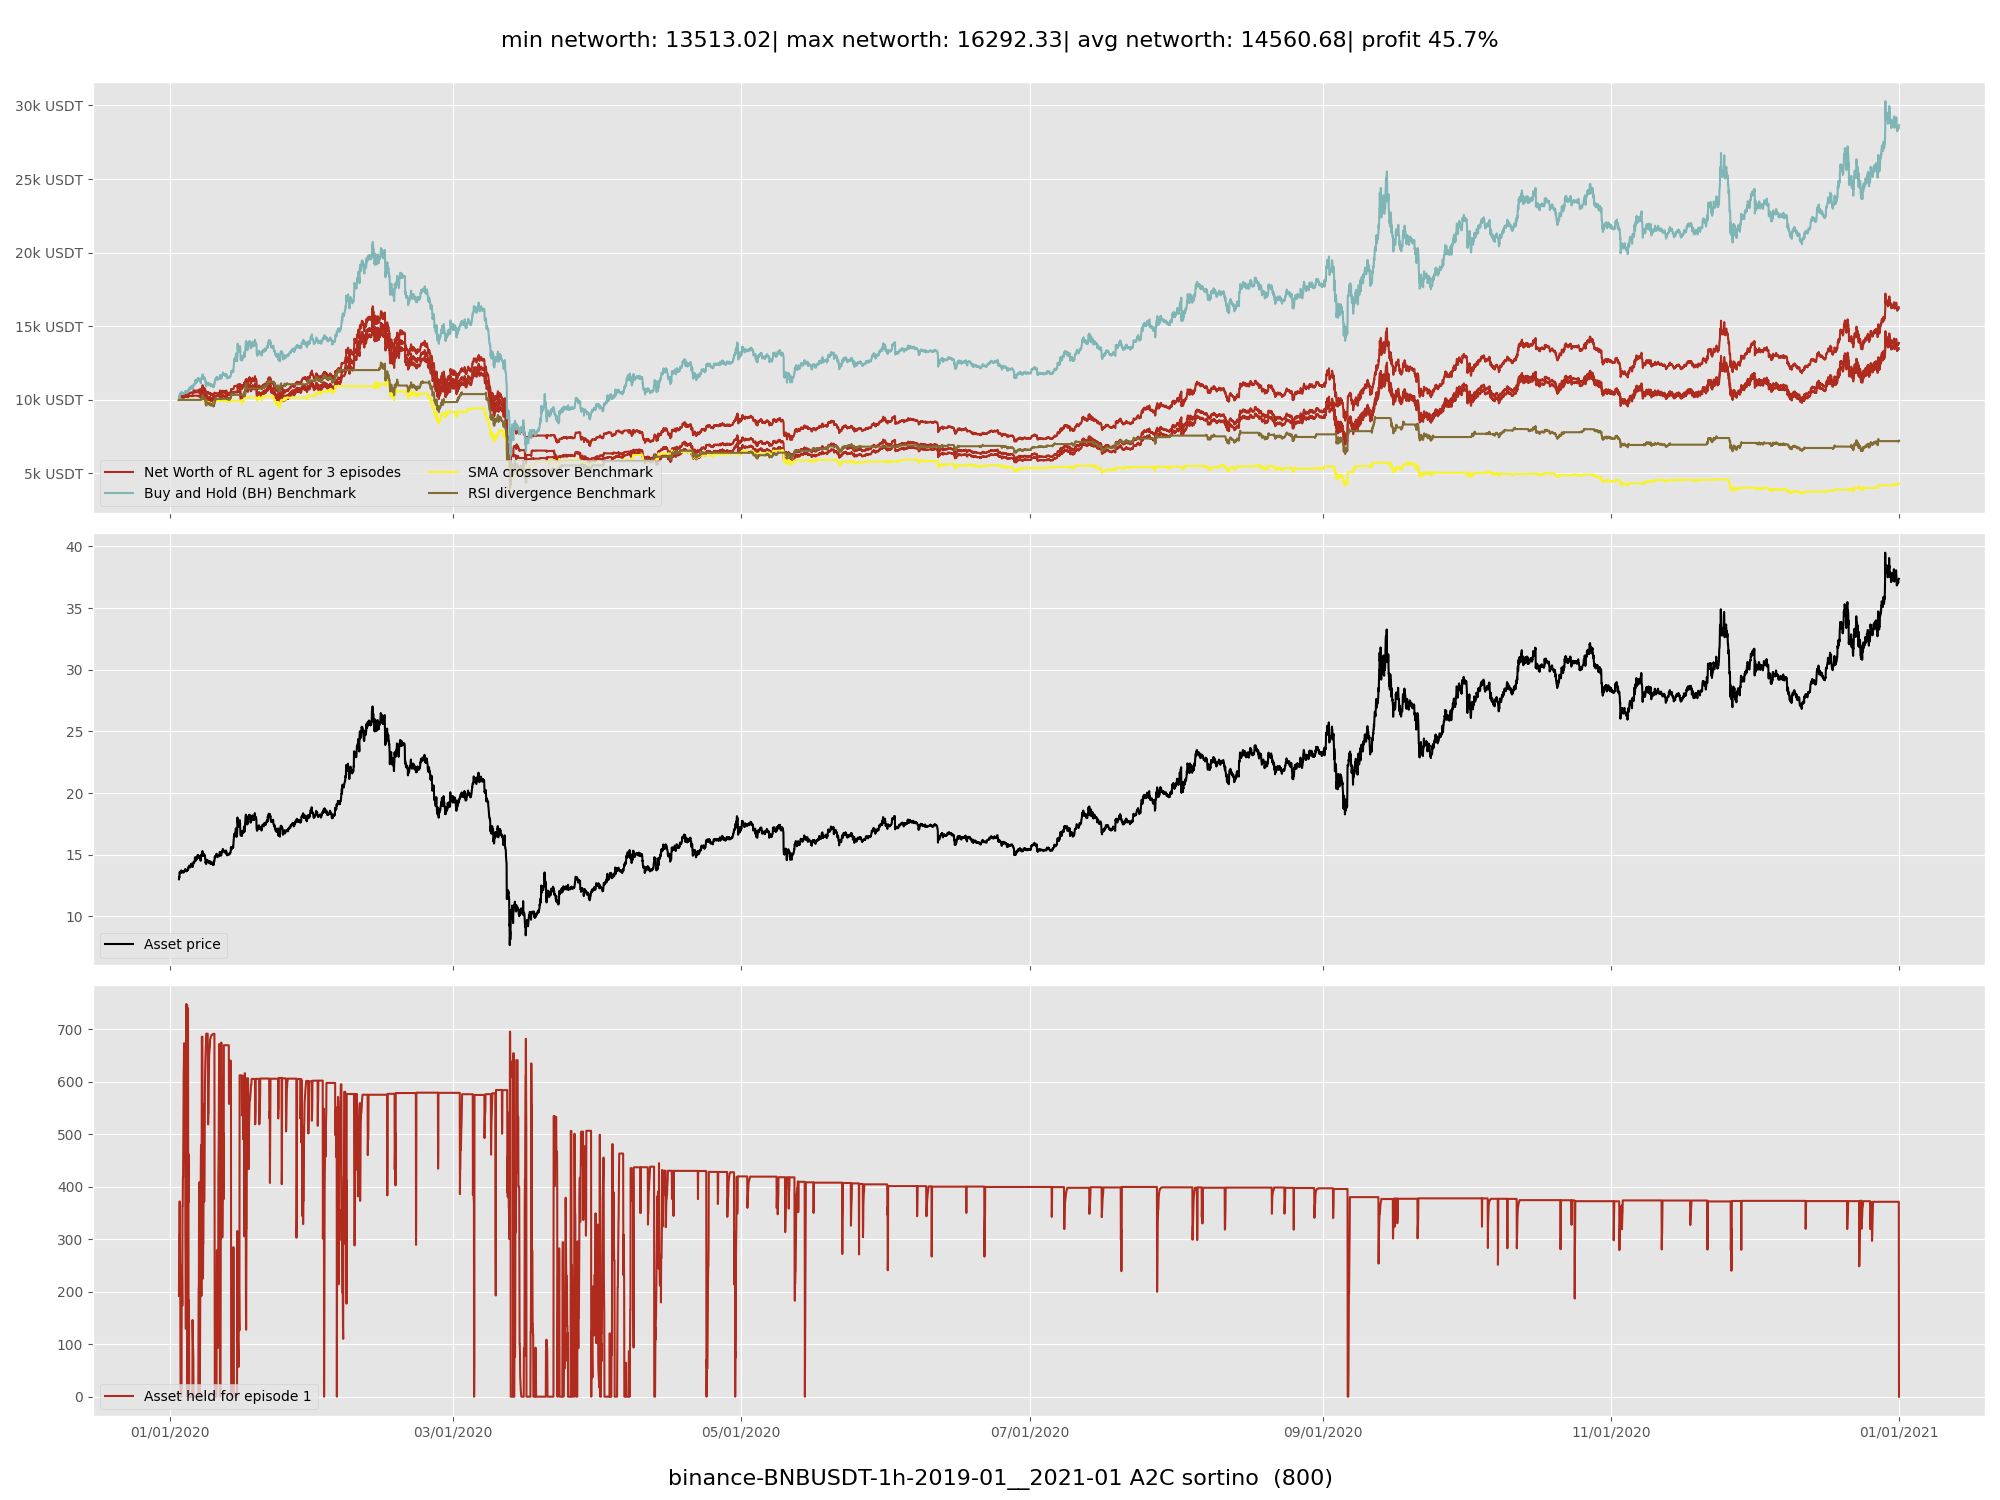 min networth: 13513.02| max networth: 16292.33| avg networth: 14560.68| profit 45.7%
30k USDT
25k USDT
20k USDT
15k USDT
10k USDT
5k USDT
Net Worth of RL agent for 3 episodes
Buy and Hold (BH) Benchmark
SMA crossover Benchmark
RSI divergence Benchmark
40
35
30
25
20
15
10
Asset price
700
600
500
400
300
200
100
0
Asset held for episode 1
01/01/2020
03/01/2020
05/01/2020
07/01/2020
09/01/2020
11/01/2020
01/01/2021
binance-BNBUSDT-1h-2019-01__2021-01 A2C sortino  (800)